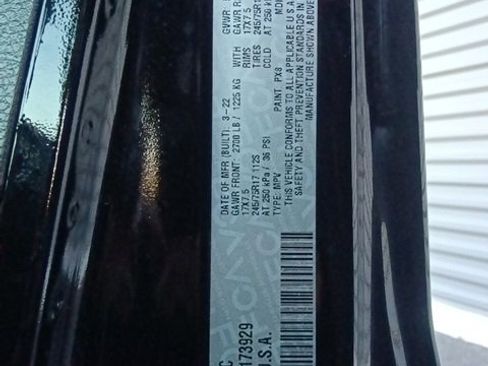 DATE OF MFR (BUILT): 3-22 GVWR
GAWR FRONT: 2700 LB / 1225 KG WITH GAWR R
17X7.5 RIMS 17X7.5
245/75R17 112S TIRES 245/75R1
AT 250 kPa / 36 PSI COLD AT 250 k
TYPE: MPV PAINT: PX8
THIS VEHICLE CONFORMS TO ALL APPLICABLE U.S.A
SAFETY AND THEFT PREVENTION STANDARDS IN
MANUFACTURE SHOWN ABOVE
C
173929
U.S.A.